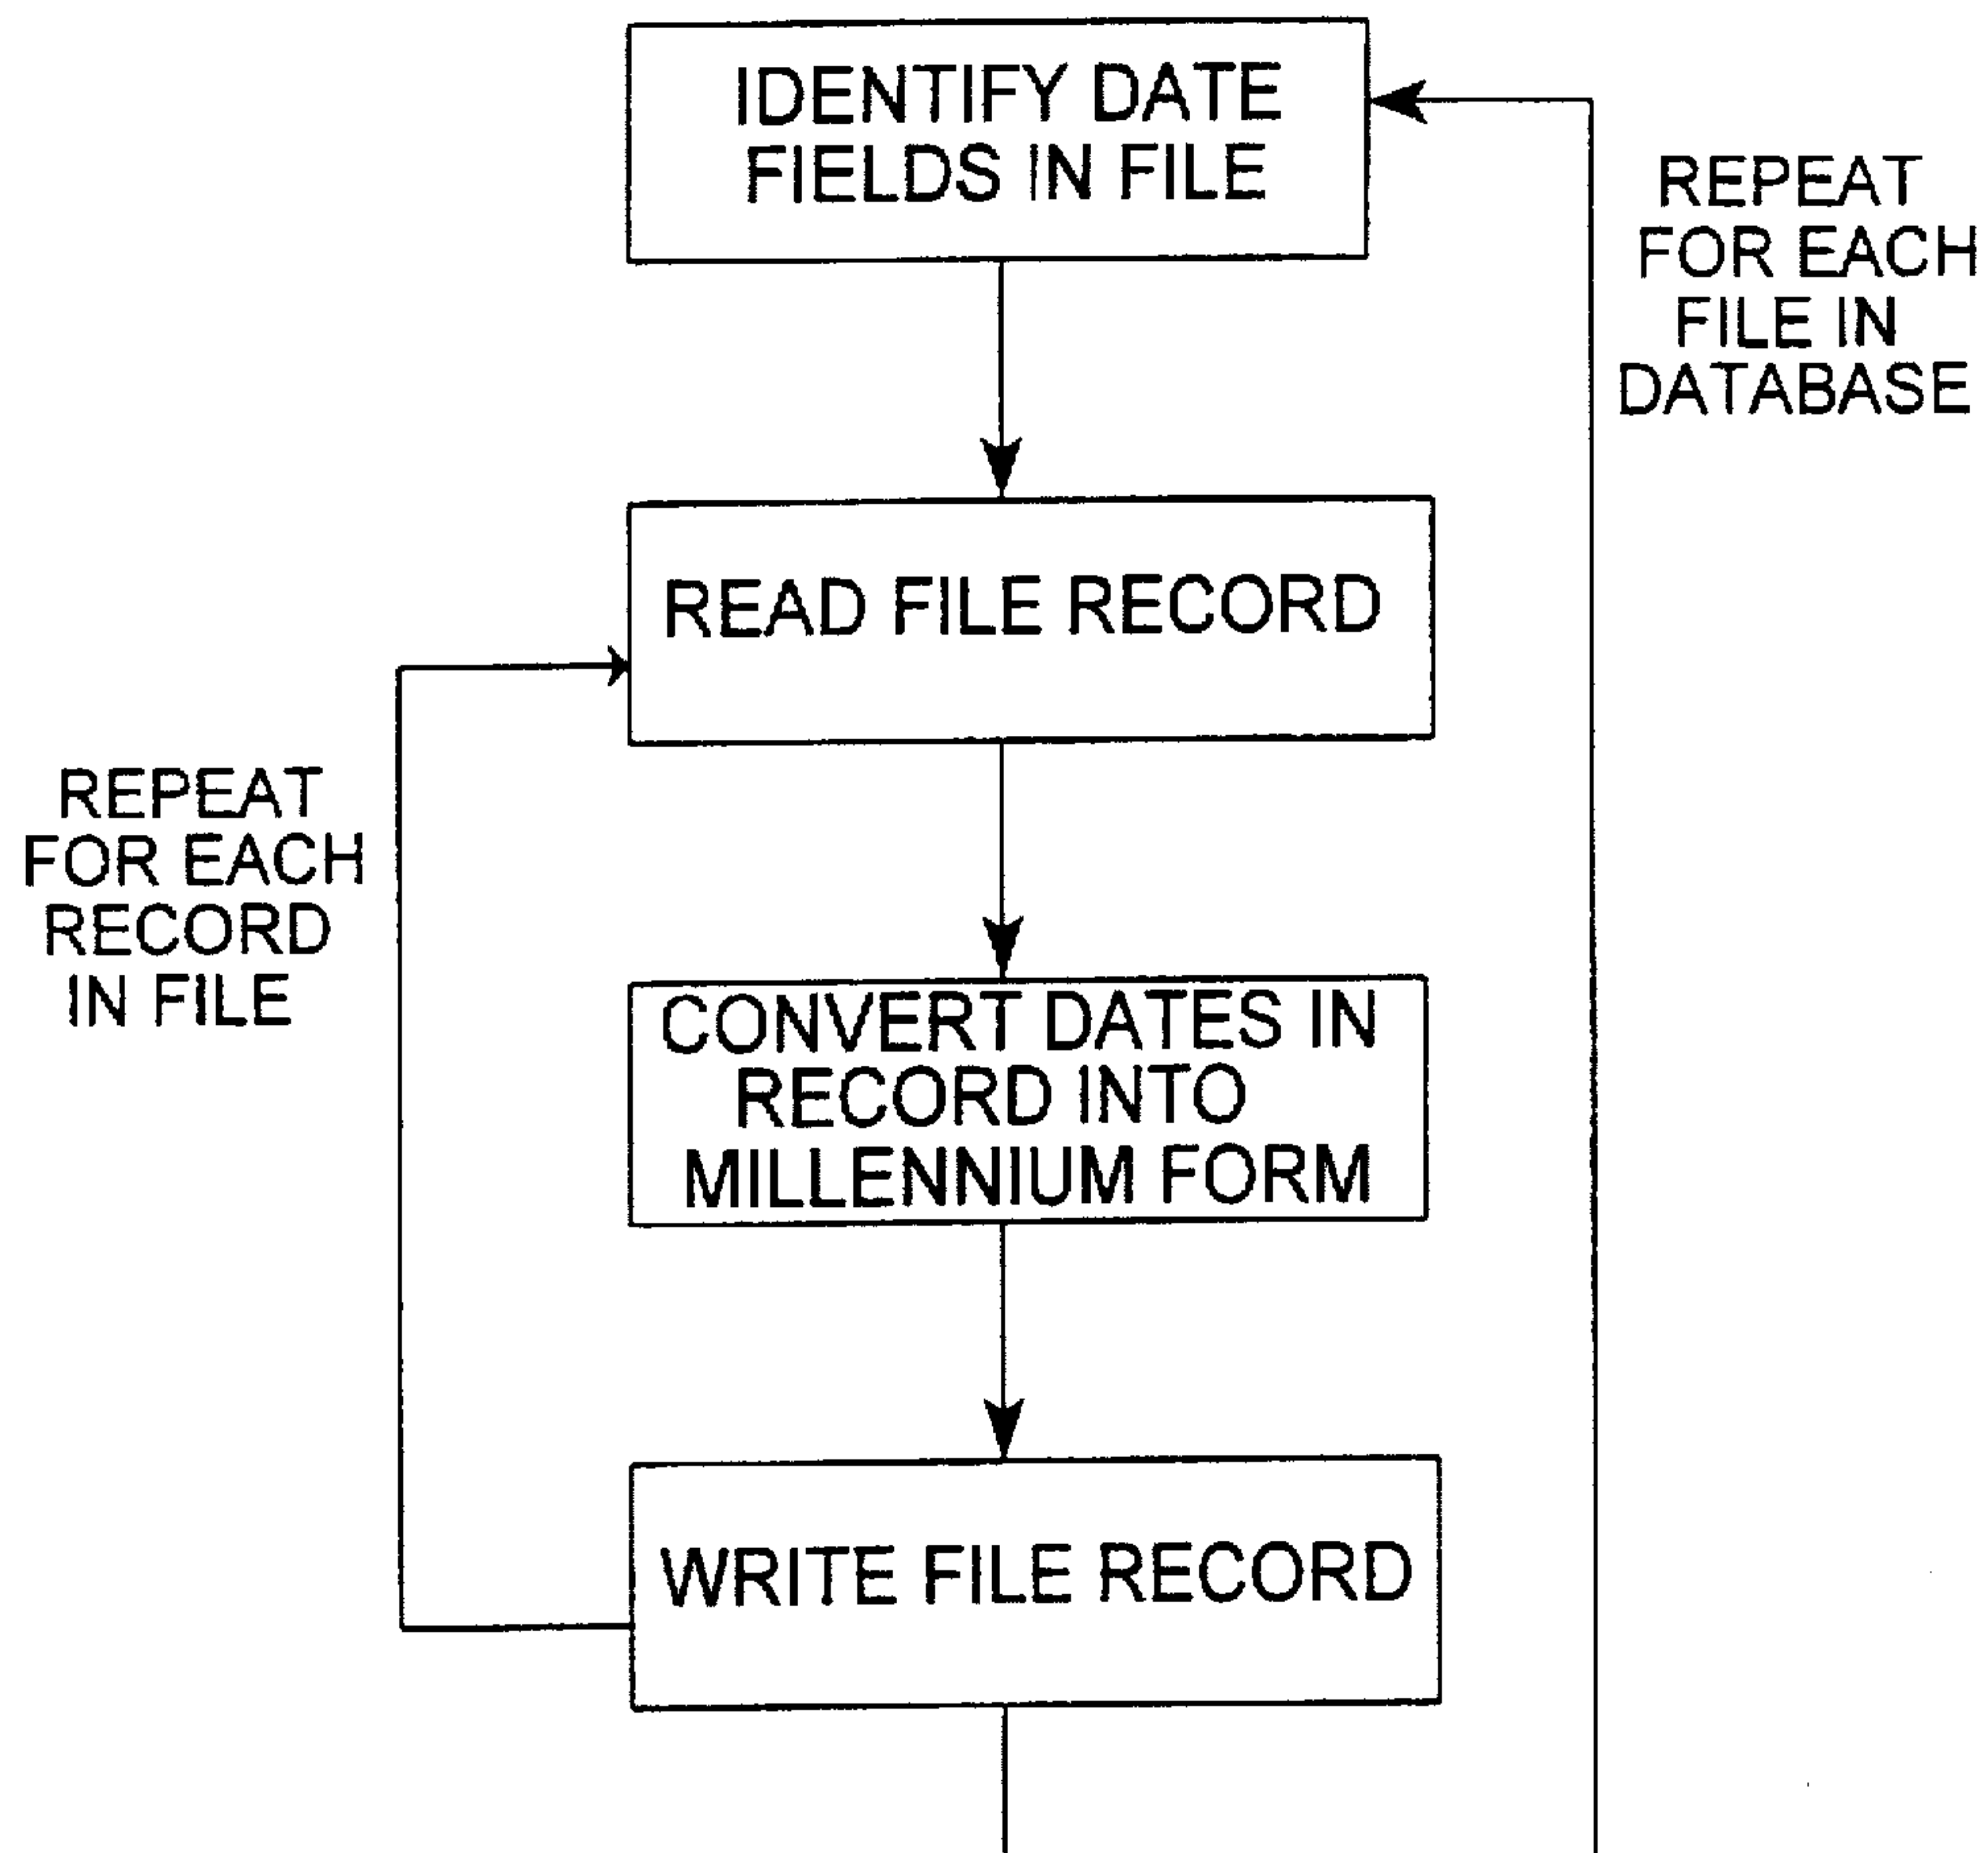 IDENTIFY DATE
FIELDS IN FILE
REPEAT
FOR EACH
FILE IN
DATABASE
READ FILE RECORD
REPEAT
FOR EACH
RECORD
IN FILE
CONVERT DATES IN
RECORD INTO
MILLENNIUM FORM
WRITE FILE RECORD